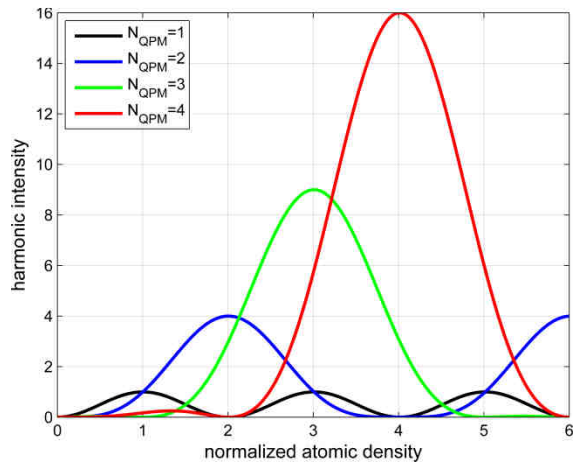 N_QPM=1
N_QPM=2
N_QPM=3
N_QPM=4
harmonic intensity
16
14
12
10
8
6
4
2
0
0 1 2 3 4 5 6
normalized atomic density